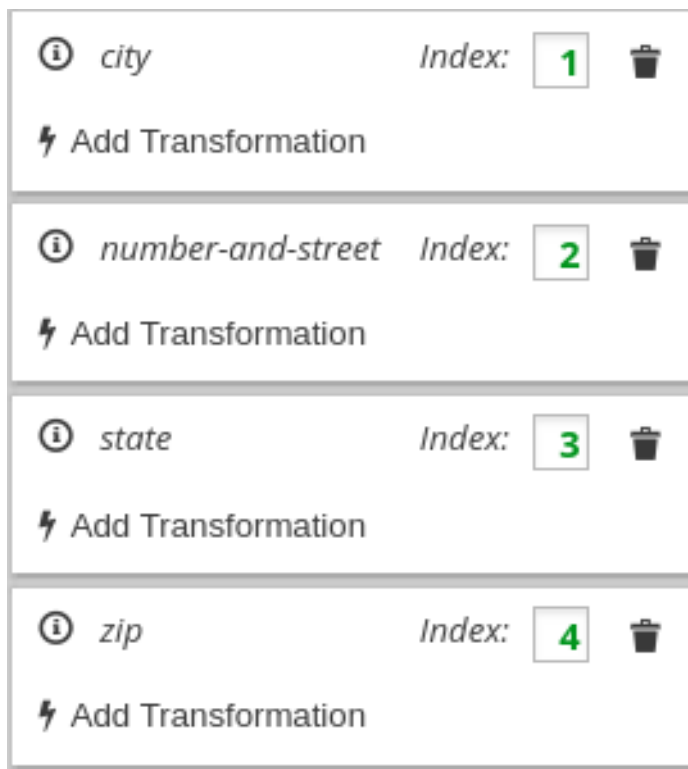 city Index: 1
Add Transformation
number-and-street Index: 2
Add Transformation
state Index: 3
Add Transformation
zip Index: 4
Add Transformation